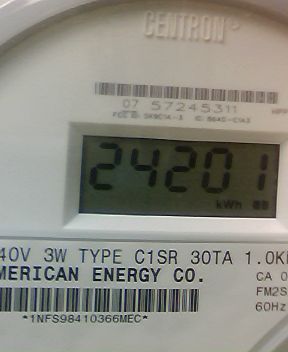 CENTRON
07 57245311
24201
kWh
40V 3W TYPE C1SR 30TA 1.0K
MERICAN ENERGY CO.
CA 0
FM2S
60Hz
*1NFS98410366MEC*